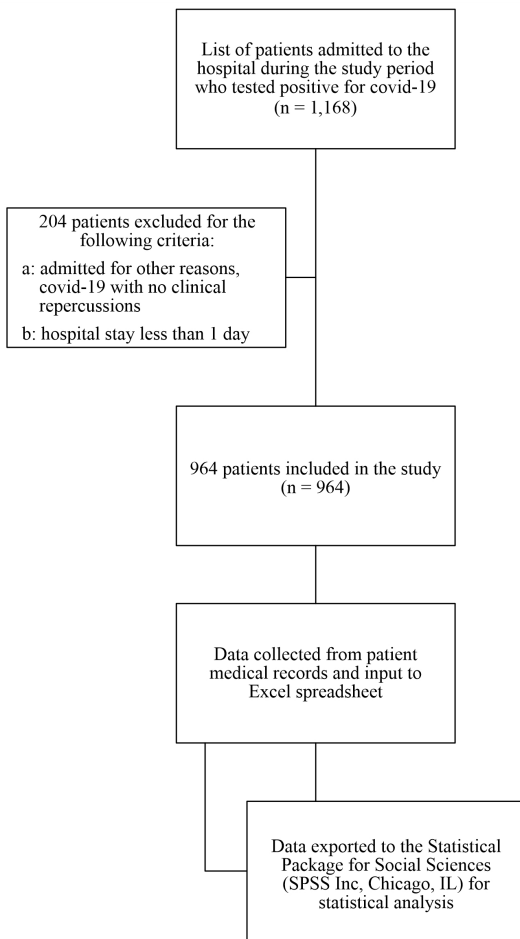 List of patients admitted to the
hospital during the study period
who tested positive for covid-19
(n = 1,168)
204 patients excluded for the
following criteria:
a: admitted for other reasons,
covid-19 with no clinical
repercussions
b: hospital stay less than 1 day
964 patients included in the study
(n = 964)
Data collected from patient
medical records and input to
Excel spreadsheet
Data exported to the Statistical
Package for Social Sciences
(SPSS Inc, Chicago, IL) for
statistical analysis